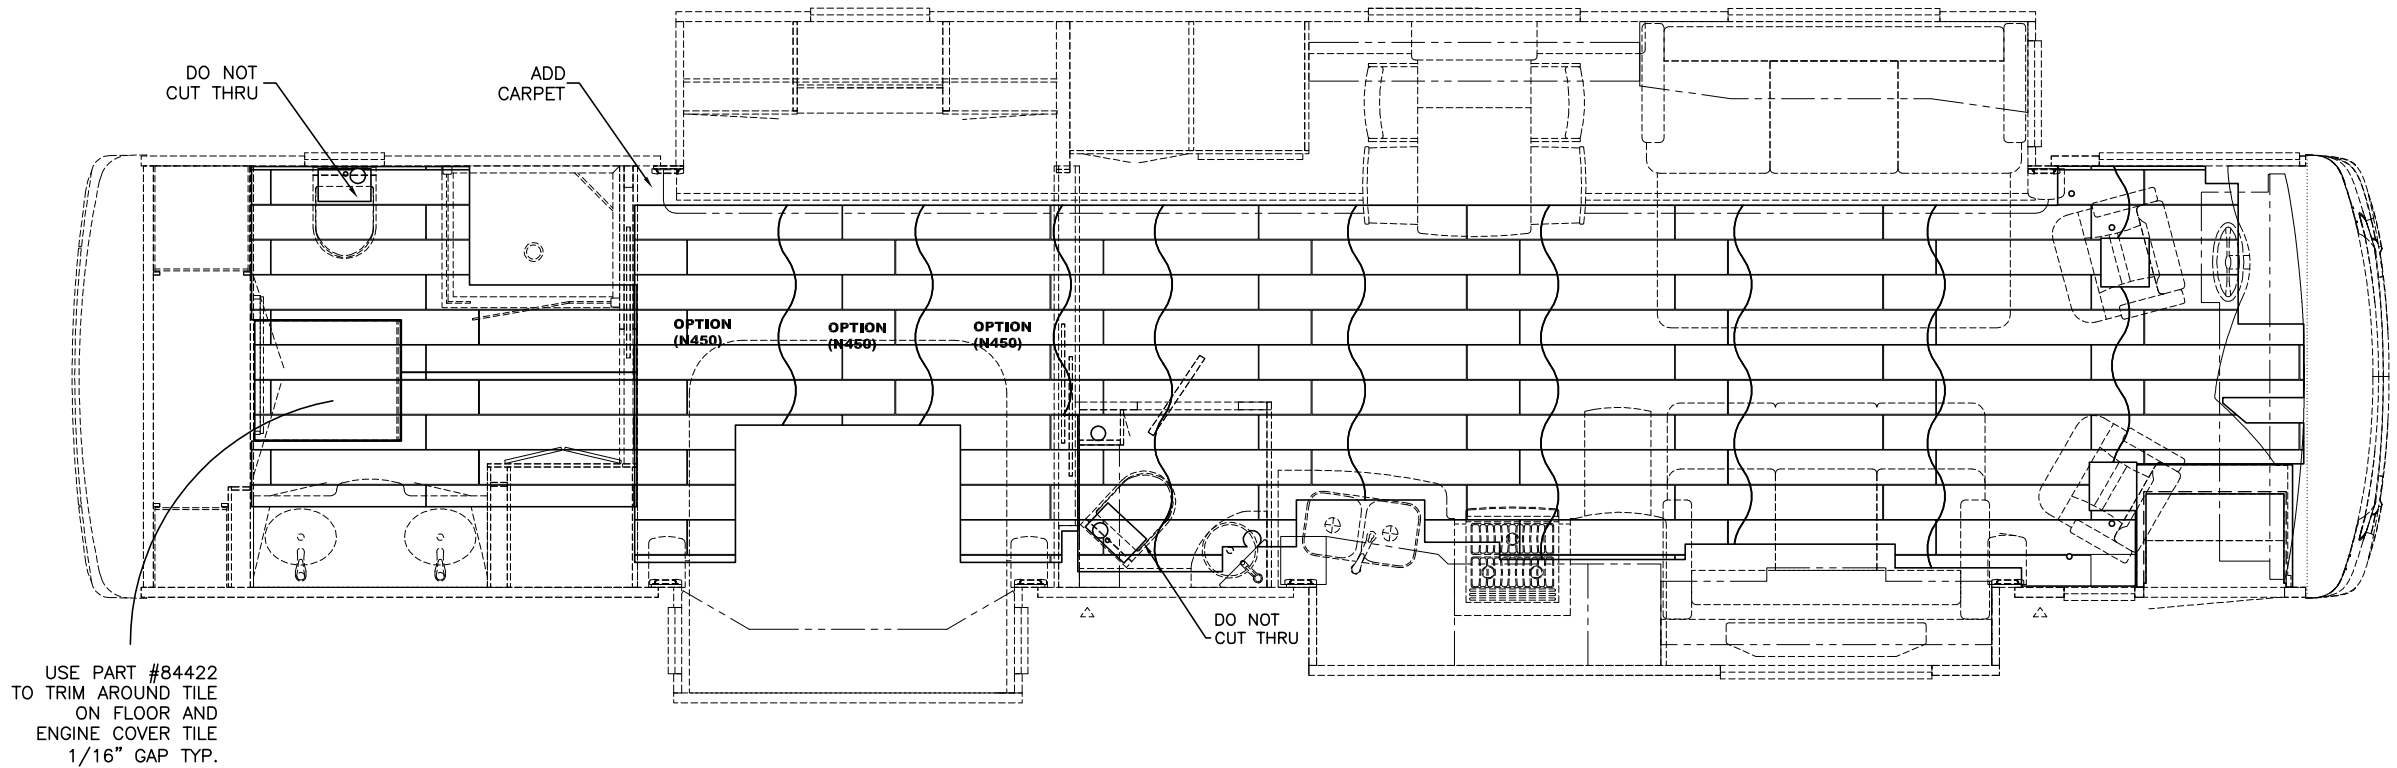 DO NOT
CUT THRU
ADD
CARPET
OPTION
(N450)
OPTION
(N450)
OPTION
(N450)
DO NOT
CUT THRU
USE PART #84422
TO TRIM AROUND TILE
ON FLOOR AND
ENGINE COVER TILE
1/16" GAP TYP.